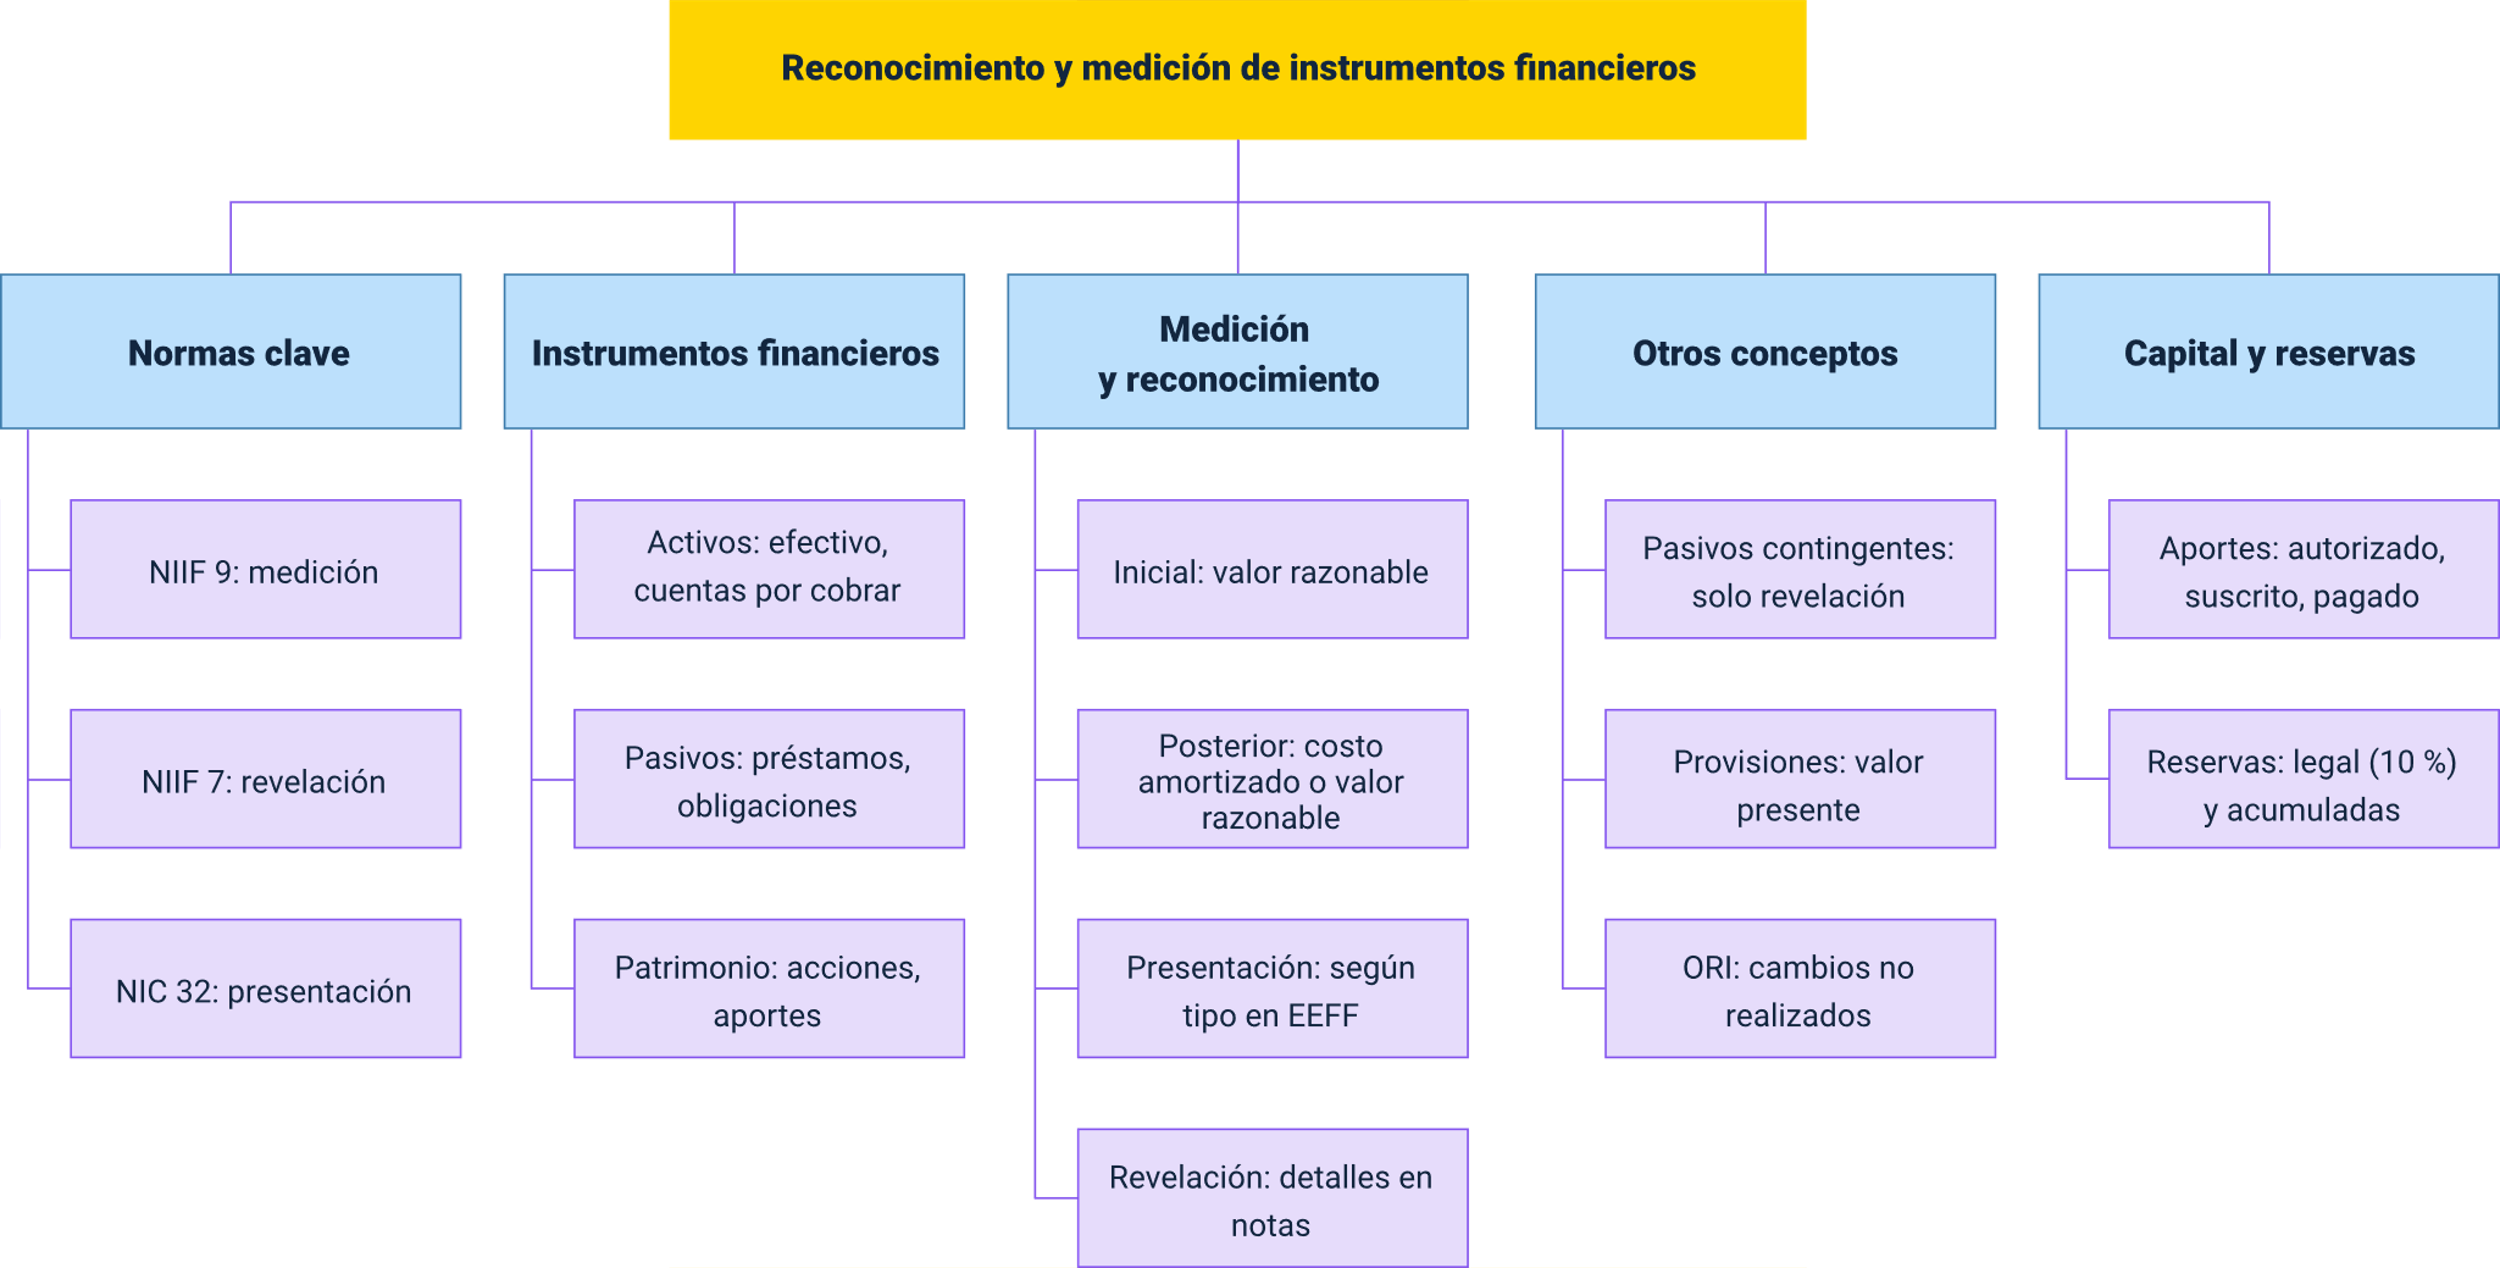 Reconocimiento y medición de instrumentos financieros
Normas clave
NIIF 9: medición
NIIF 7: revelación
NIC 32: presentación
Instrumentos financieros
Activos: efectivo,
cuentas por cobrar
Pasivos: préstamos,
obligaciones
Patrimonio: acciones,
aportes
Medición
y reconocimiento
Inicial: valor razonable
Posterior: costo
amortizado o valor
razonable
Presentación: según
tipo en EEFF
Revelación: detalles en
notas
Otros conceptos
Pasivos contingentes:
solo revelación
Provisiones: valor
presente
ORI: cambios no
realizados
Capital y reservas
Aportes: autorizado,
suscrito, pagado
Reservas: legal (10 %)
y acumuladas